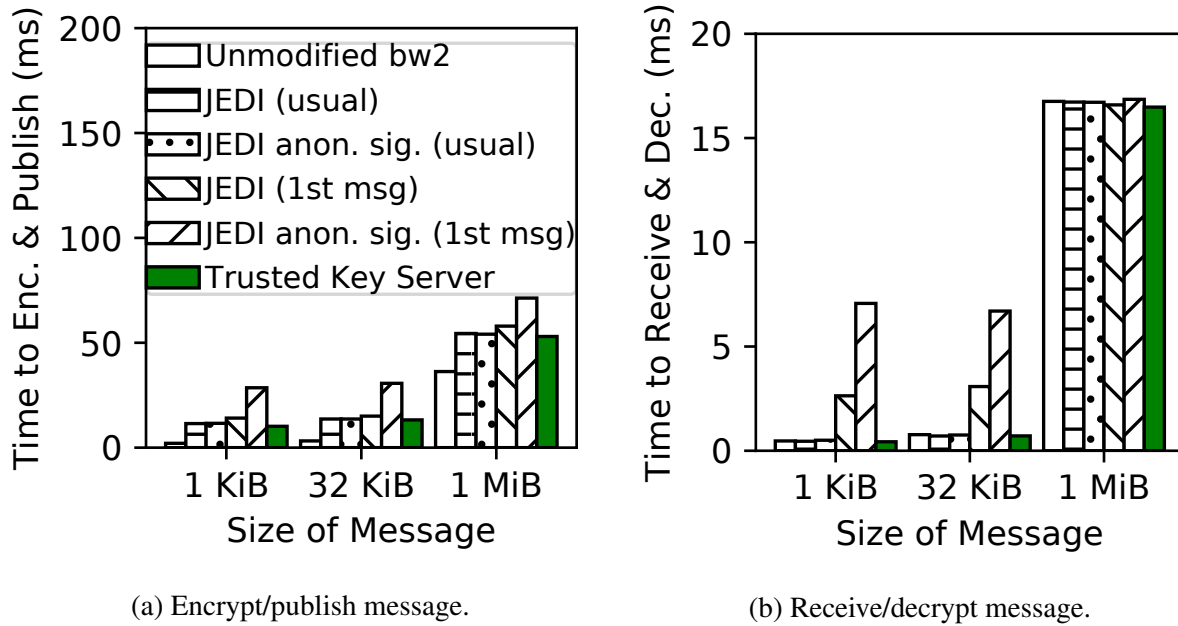 Time to Enc. & Publish (ms)
200
150
100
50
0
Unmodified bw2
JEDI (usual)
JEDI anon. sig. (usual)
JEDI (1st msg)
JEDI anon. sig. (1st msg)
Trusted Key Server
1 KiB 32 KiB 1 MiB
Size of Message
(a) Encrypt/publish message.
Time to Receive & Dec. (ms)
20
15
10
5
0
1 KiB 32 KiB 1 MiB
Size of Message
(b) Receive/decrypt message.